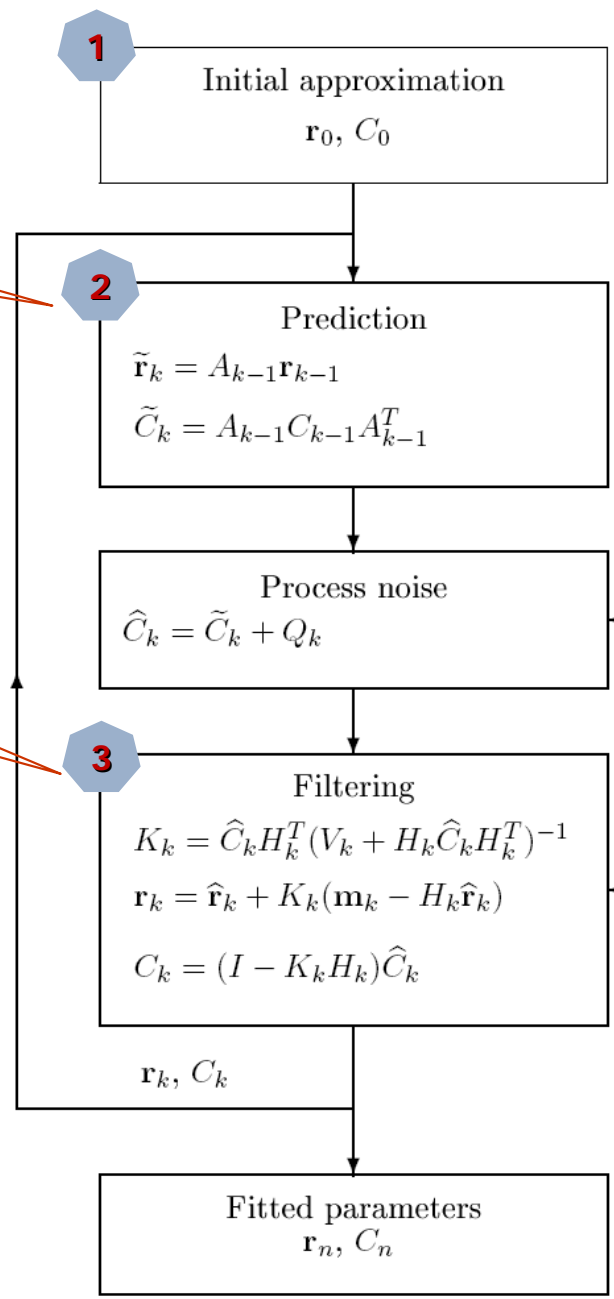 1
Initial approximation
r₀, C₀
2
Prediction
r̃ₖ = Aₖ₋₁rₖ₋₁
C̃ₖ = Aₖ₋₁Cₖ₋₁Aᵀₖ₋₁
Process noise
Ĉₖ = C̃ₖ + Qₖ
3
Filtering
Kₖ = ĈₖHₖᵀ(Vₖ + HₖĈₖHₖᵀ)⁻¹
rₖ = r̂ₖ + Kₖ(mₖ − Hₖr̂ₖ)
Cₖ = (I − KₖHₖ)Ĉₖ
rₖ, Cₖ
Fitted parameters
rₙ, Cₙ